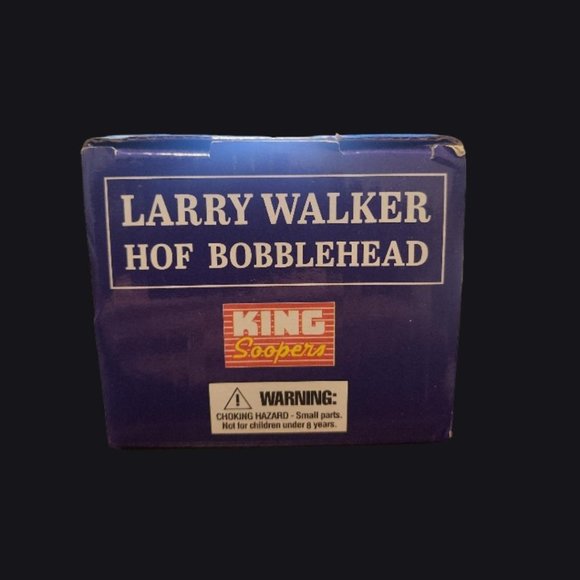 LARRY WALKER
HOF BOBBLEHEAD
KING
Soopers
WARNING:
CHOKING HAZARD - Small parts.
Not for children under 8 years.